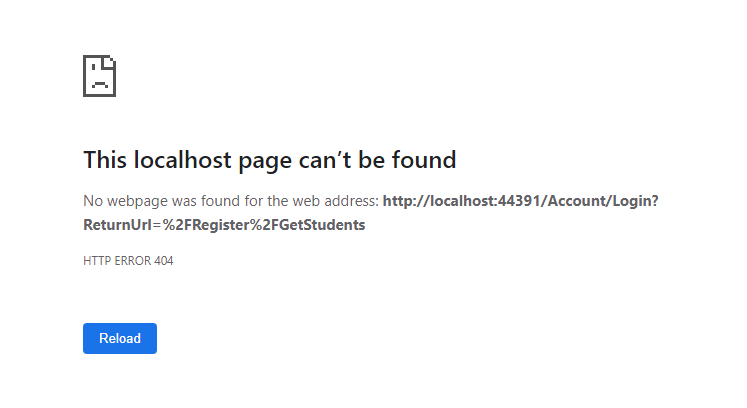 This localhost page can’t be found
No webpage was found for the web address: http://localhost:44391/Account/Login?
ReturnUrl=%2FRegister%2FGetStudents
HTTP ERROR 404
Reload